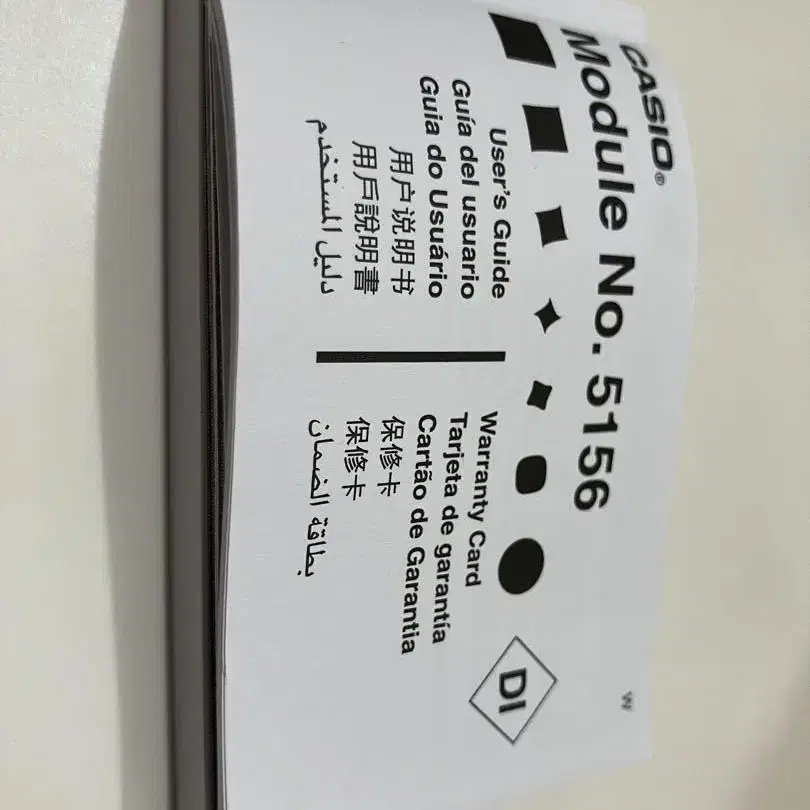 CASIO®
Module No. 5156
User's Guide
Guía del usuario
Guia do Usuário
用户说明书
用戶說明書
دليل المستخدم
Warranty Card
Tarjeta de garantía
Cartão de Garantia
保修卡
保修卡
بطاقة الضمان
DI
W